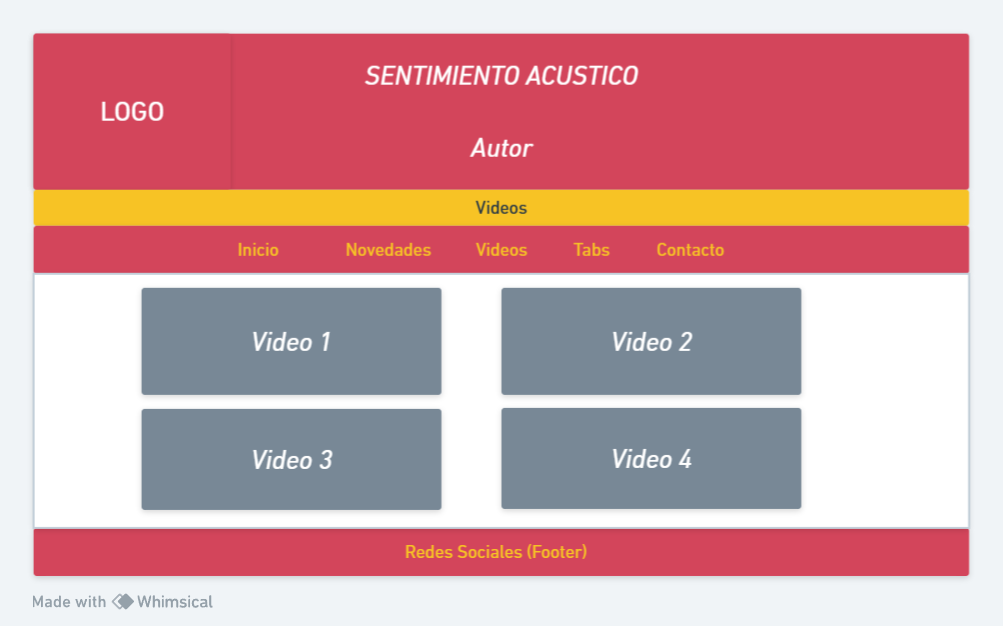 LOGO
SENTIMIENTO ACUSTICO
Autor
Videos
Inicio Novedades Videos Tabs Contacto
Video 1 Video 2
Video 3 Video 4
Redes Sociales (Footer)
Made with Whimsical